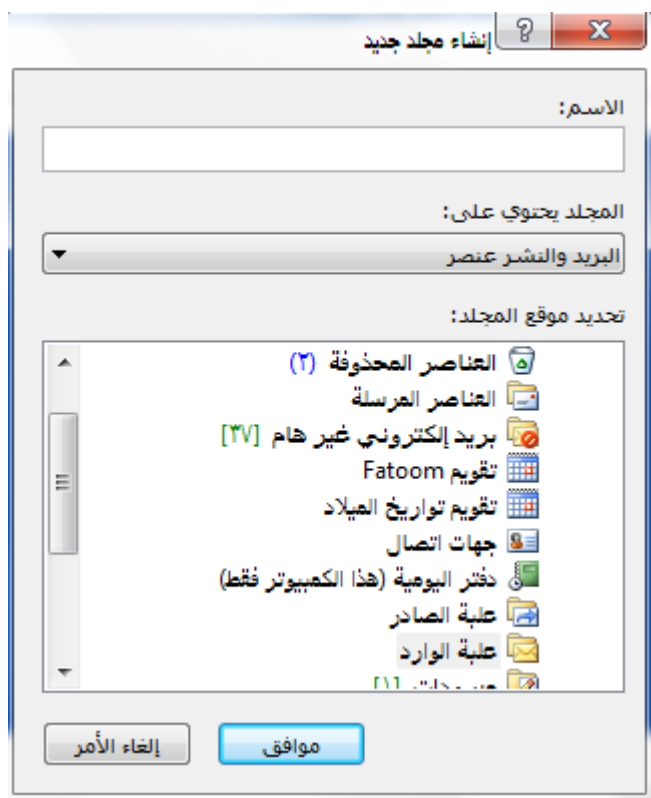 إنشاء مجلد جديد
الاسم:
المجلد يحتوي على:
البريد والنشر عنصر
تحديد موقع المجلد:
العناصر المحذوفة (٢)
العناصر المرسلة
بريد إلكتروني غير هام [٣٧]
تقويم Fatoom
تقويم تواريخ الميلاد
جهات اتصال
دفتر اليومية (هذا الكمبيوتر فقط)
علبة الصادر
علبة الوارد
مسودات [١]
موافق
إلغاء الأمر